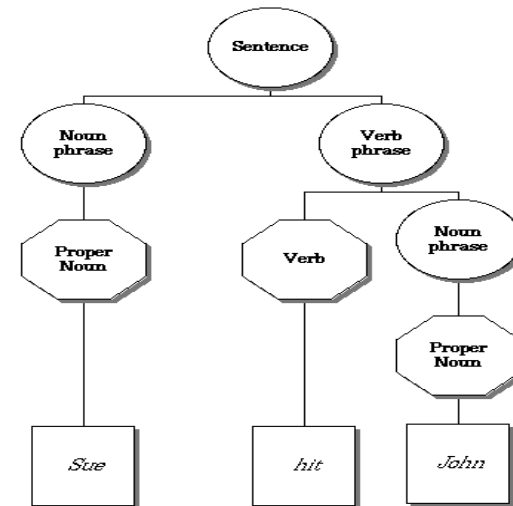 Sentence
Noun
phrase
Verb
phrase
Proper
Noun
Verb
Noun
phrase
Proper
Noun
Sue
hit
John